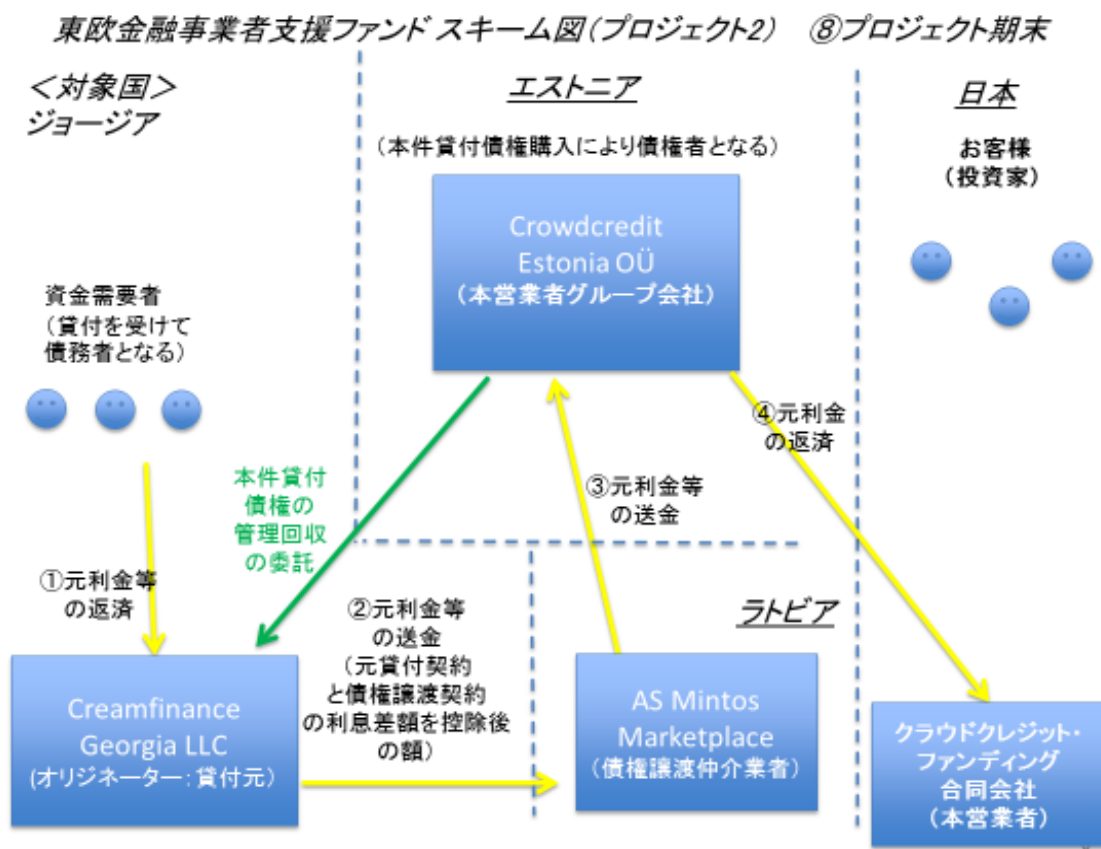 東欧金融事業者支援ファンド スキーム図(プロジェクト2) ⑧プロジェクト期末
<対象国>
ジョージア
エストニア
(本件貸付債権購入により債権者となる)
Crowdcredit
Estonia OÜ
(本営業者グループ会社)
日本
お客様
(投資家)
資金需要者
(貸付を受けて
債務者となる)
本件貸付
債権の
管理回収
の委託
③元利金等
の送金
④元利金
の返済
①元利金等
の返済
②元利金等
の送金
(元貸付契約
と債権譲渡契約
の利息差額を控除後
の額)
ラトビア
Creamfinance
Georgia LLC
(オリジネーター:貸付元)
AS Mintos
Marketplace
(債権譲渡仲介業者)
クラウドクレジット・
ファンディング
合同会社
(本営業者)